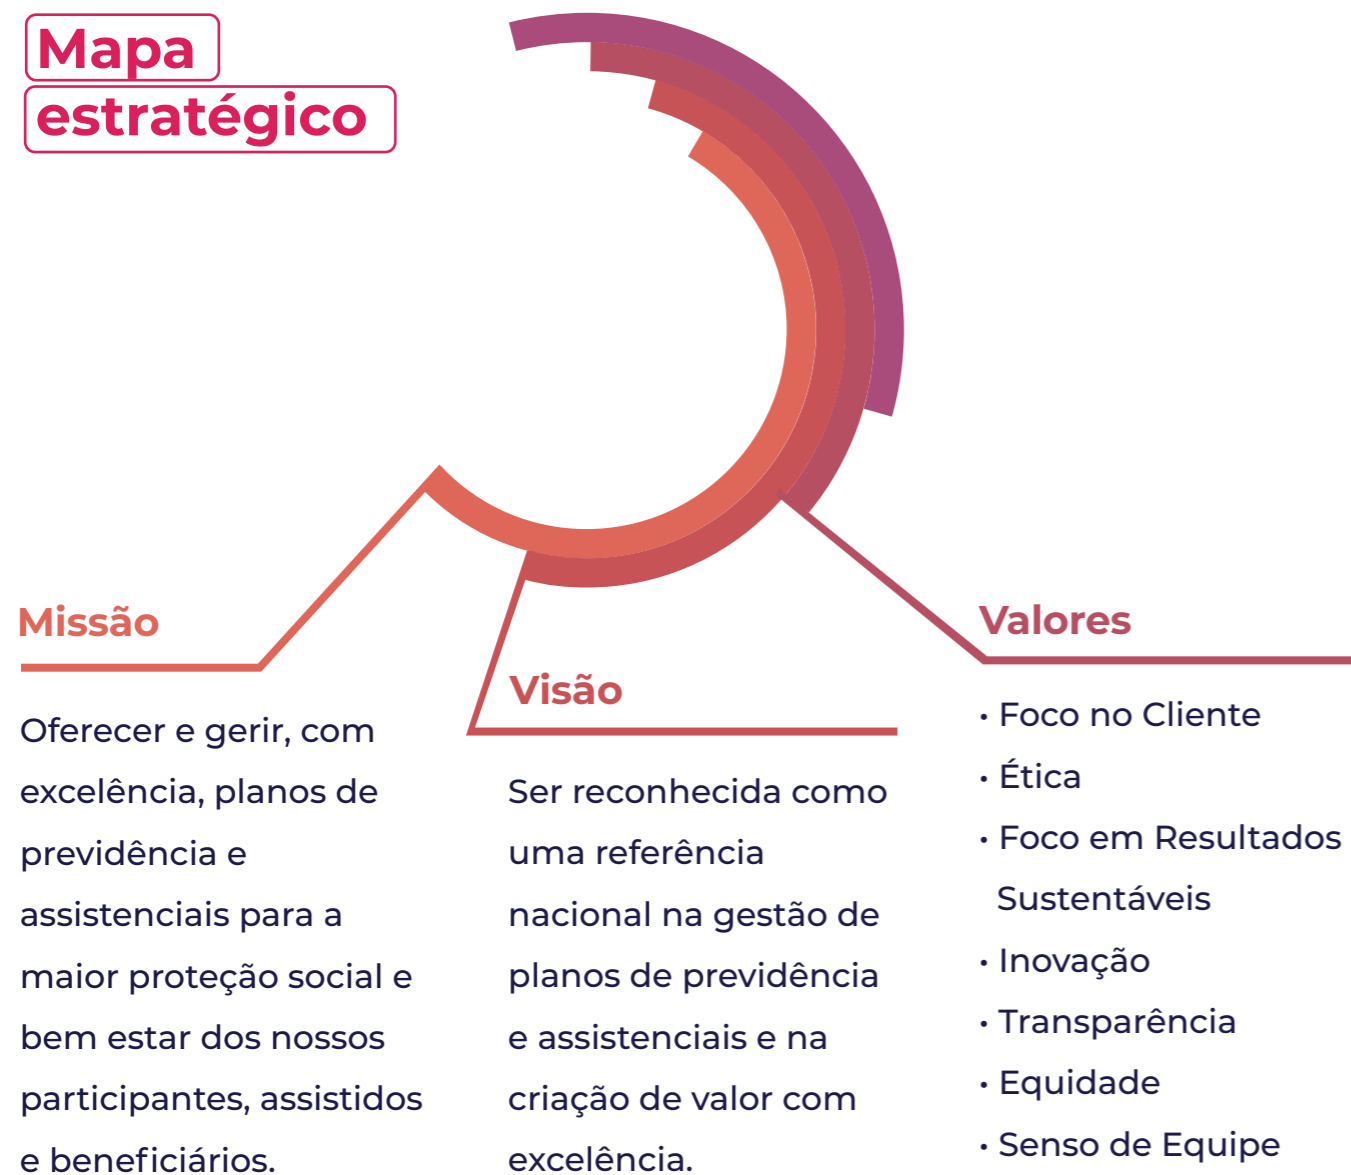 Mapa
estratégico
Missão
Oferecer e gerir, com
excelência, planos de
previdência e
assistenciais para a
maior proteção social e
bem estar dos nossos
participantes, assistidos
e beneficiários.
Visão
Ser reconhecida como
uma referência
nacional na gestão de
planos de previdência
e assistenciais e na
criação de valor com
excelência.
Valores
• Foco no Cliente
• Ética
• Foco em Resultados
Sustentáveis
• Inovação
• Transparência
• Equidade
• Senso de Equipe